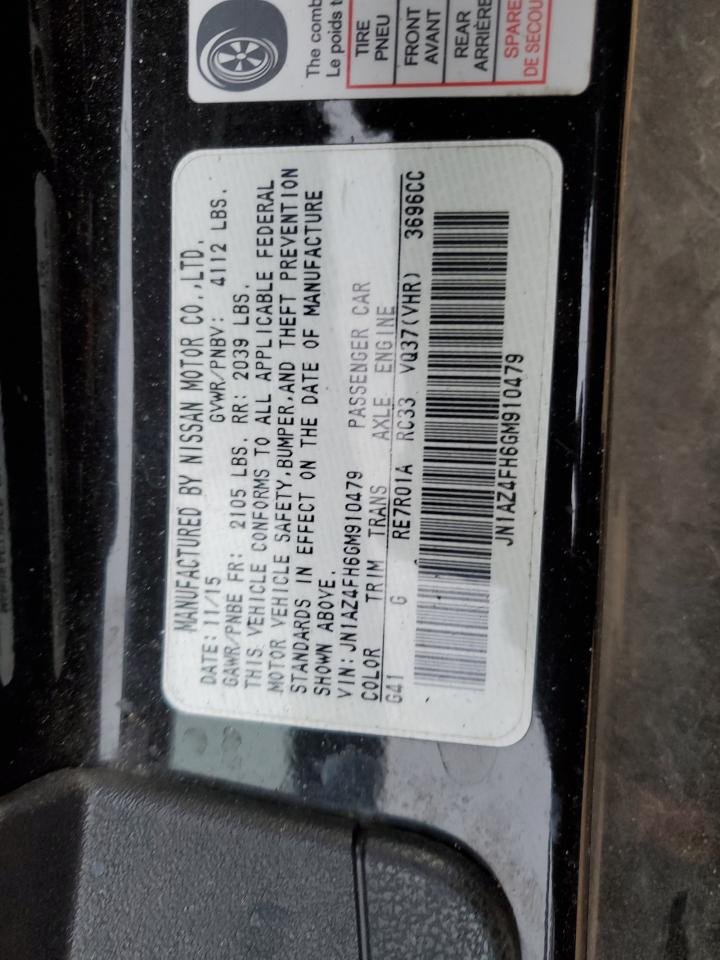 The comb
Le poids t
TIRE
PNEU
FRONT
AVANT
REAR
ARRIÈRE
SPARE
DE SECOU
MANUFACTURED BY NISSAN MOTOR CO.,LTD.
DATE: 11/15 GVWR/PNBV: 4112 LBS.
GAWR/PNBE FR: 2105 LBS. RR: 2039 LBS.
THIS VEHICLE CONFORMS TO ALL APPLICABLE FEDERAL
MOTOR VEHICLE SAFETY,BUMPER,AND THEFT PREVENTION
STANDARDS IN EFFECT ON THE DATE OF MANUFACTURE
SHOWN ABOVE.
VIN:JN1AZ4FH6GM910479 PASSENGER CAR
COLOR TRIM TRANS AXLE ENGINE
G41 G RE7R01A RC33 VQ37(VHR) 3696CC
JN1AZ4FH6GM910479